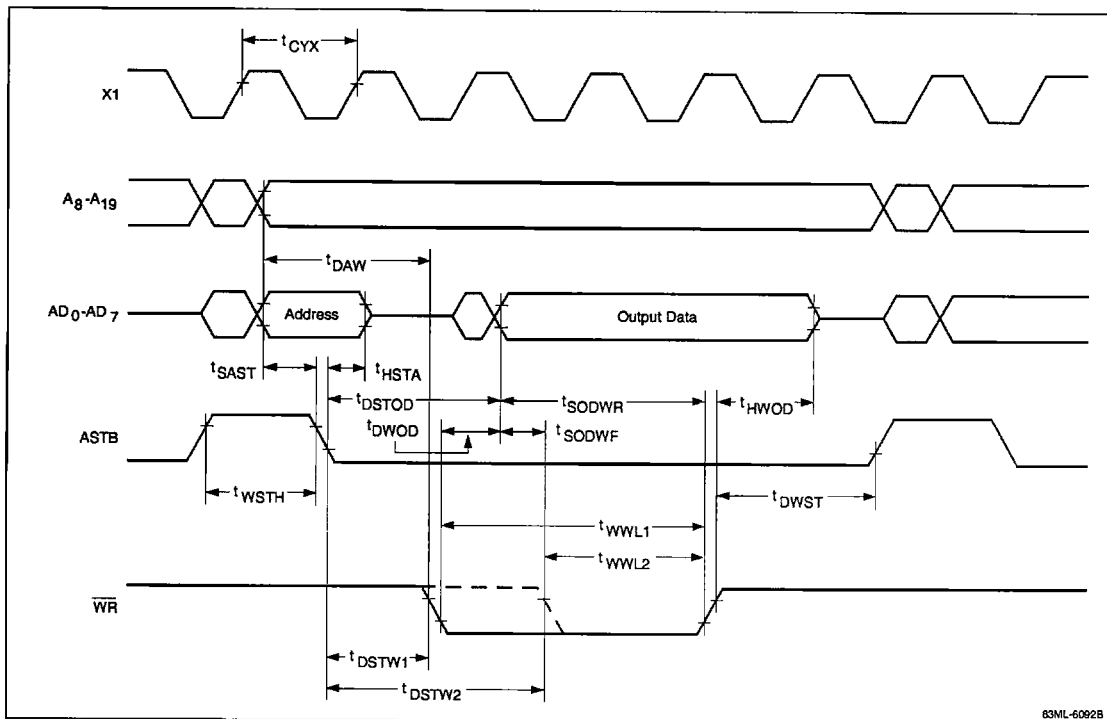 tCYX
X1
A8-A19
tDAW
AD0-AD7
Address
Output Data
tSAST
tHSTA
tDSTOD
tSODWR
tHWOD
tDWOD
tSODWF
ASTB
tWSTH
tDWST
tWWL1
tWWL2
WR
tDSTW1
tDSTW2
83ML-6092B